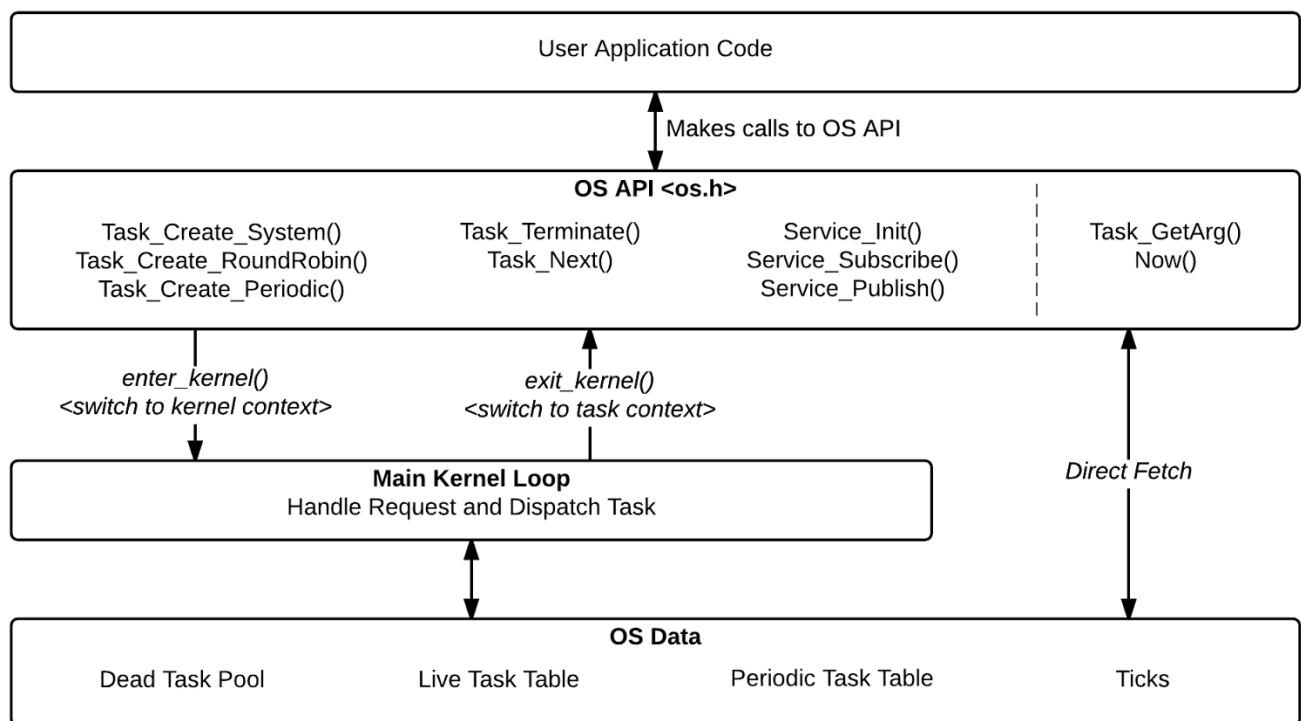 User Application Code
Makes calls to OS API
OS API <os.h>
Task_Create_System()
Task_Create_RoundRobin()
Task_Create_Periodic()
Task_Terminate()
Task_Next()
Service_Init()
Service_Subscribe()
Service_Publish()
Task_GetArg()
Now()
enter_kernel()
<switch to kernel context>
exit_kernel()
<switch to task context>
Direct Fetch
Main Kernel Loop
Handle Request and Dispatch Task
OS Data
Dead Task Pool
Live Task Table
Periodic Task Table
Ticks